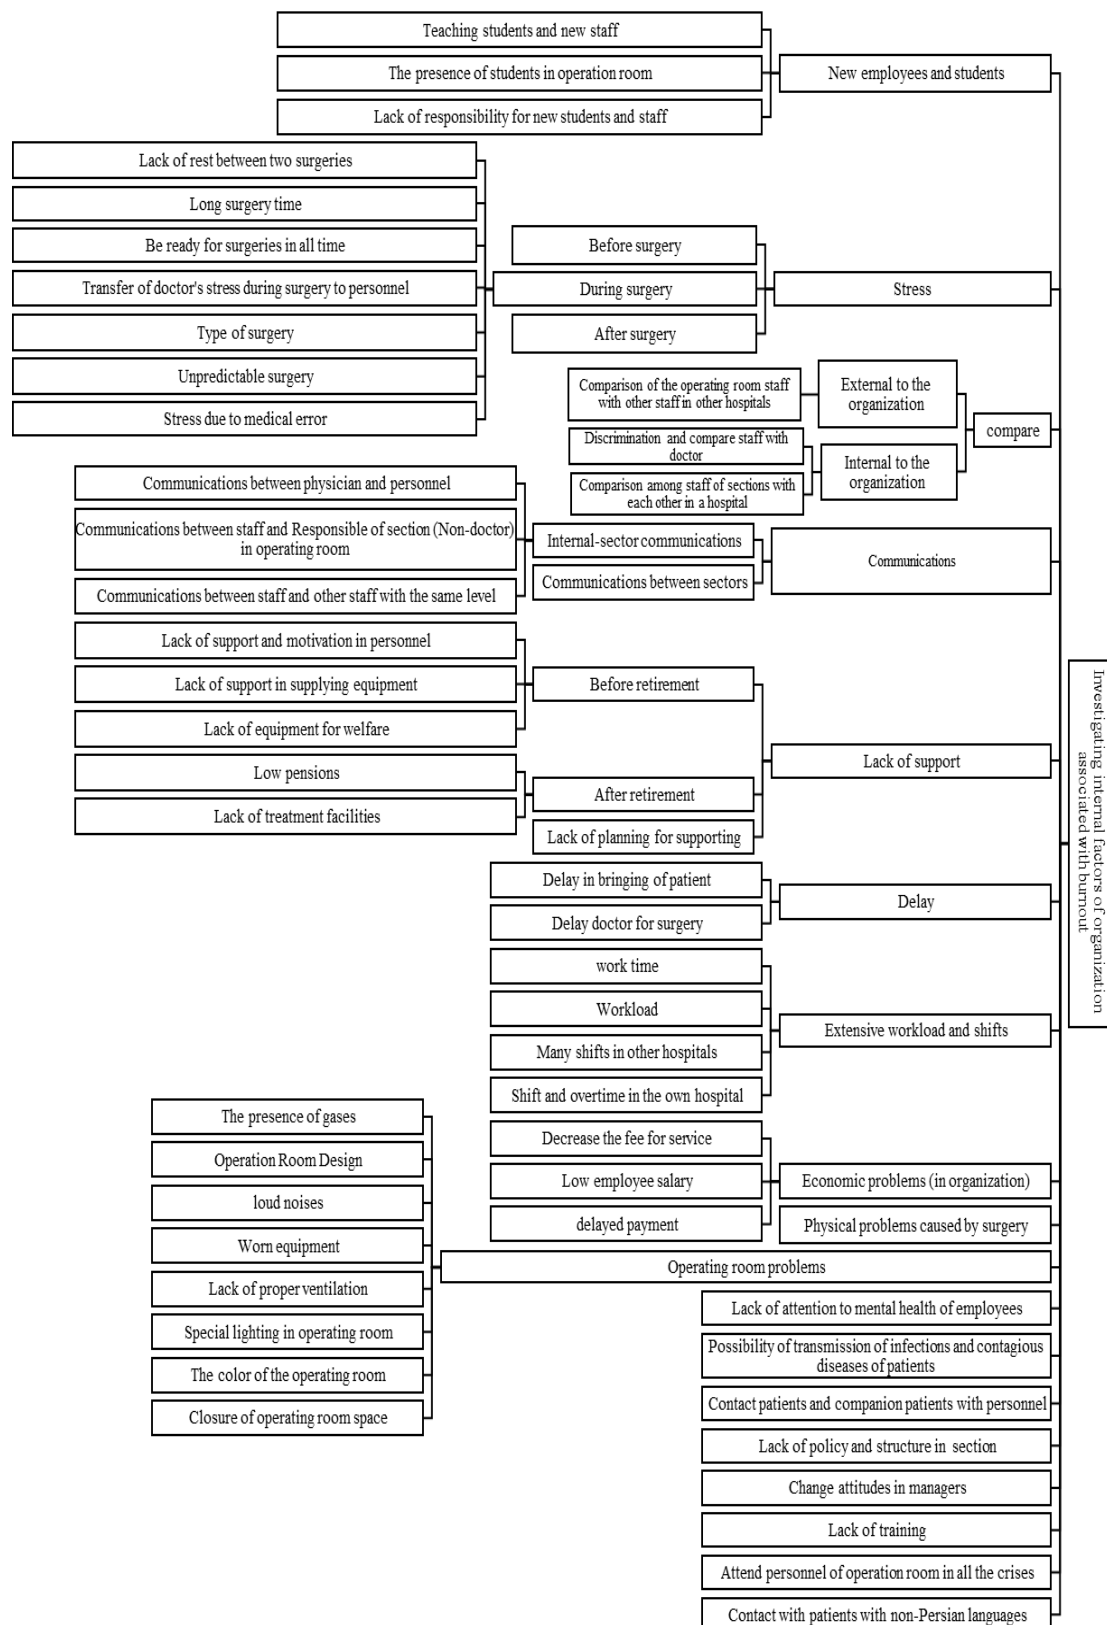 Teaching students and new staff
The presence of students in operation room
Lack of responsibility for new students and staff
New employees and students
Lack of rest between two surgeries
Long surgery time
Be ready for surgeries in all time
Transfer of doctor's stress during surgery to personnel
Type of surgery
Unpredictable surgery
Stress due to medical error
Before surgery
During surgery
After surgery
Stress
Comparison of the operating room staff
with other staff in other hospitals
Discrimination and compare staff with
doctor
Comparison among staff of sections with
each other in a hospital
External to the
organization
Internal to the
organization
compare
Communications between physician and personnel
Communications between staff and Responsible of section (Non-doctor)
in operating room
Communications between staff and other staff with the same level
Internal-sector communications
Communications between sectors
Communications
Lack of support and motivation in personnel
Lack of support in supplying equipment
Lack of equipment for welfare
Low pensions
Lack of treatment facilities
Before retirement
After retirement
Lack of planning for supporting
Lack of support
Delay in bringing of patient
Delay doctor for surgery
Delay
work time
Workload
Many shifts in other hospitals
Shift and overtime in the own hospital
Extensive workload and shifts
Decrease the fee for service
Low employee salary
delayed payment
Economic problems (in organization)
Physical problems caused by surgery
The presence of gases
Operation Room Design
loud noises
Worn equipment
Lack of proper ventilation
Special lighting in operating room
The color of the operating room
Closure of operating room space
Operating room problems
Lack of attention to mental health of employees
Possibility of transmission of infections and contagious
diseases of patients
Contact patients and companion patients with personnel
Lack of policy and structure in section
Change attitudes in managers
Lack of training
Attend personnel of operation room in all the crises
Contact with patients with non-Persian languages
Investigating internal factors of organization
associated with burnout